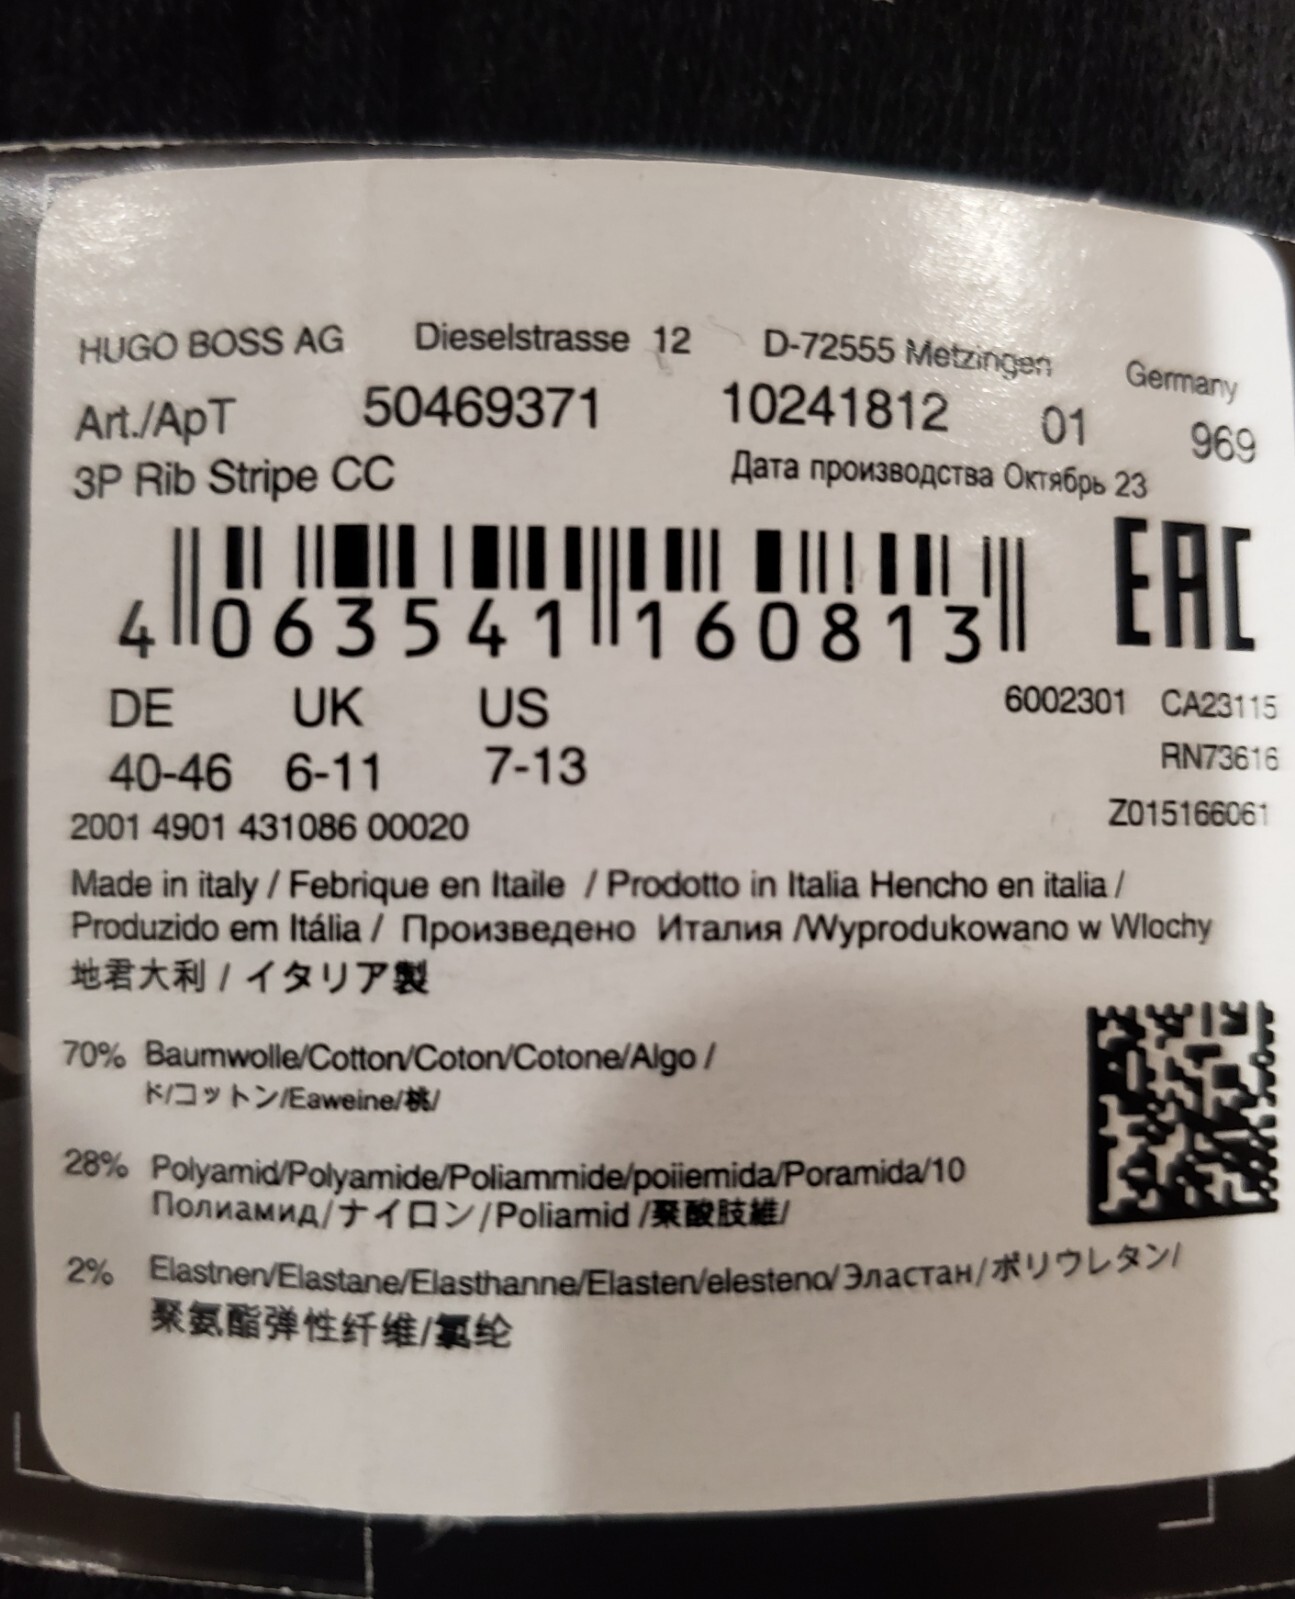 HUGO BOSS AG Dieselstrasse 12 D-72555 Metzingen Germany
Art./ApT 50469371 10241812 01 969
3P Rib Stripe CC Дата производства Октябрь 23
4 063541 160813 EAC
DE UK US 6002301 CA23115
40-46 6-11 7-13 RN73616
2001 4901 431086 00020 Z015166061
Made in italy / Febrique en Itaile / Prodotto in Italia Hencho en italia /
Produzido em Itália / Произведено Италия /Wyprodukowano w Wlochy
地君大利 / イタリア製
70% Baumwolle/Cotton/Coton/Cotone/Algo /
ド/コットン/Eaweine/桃/
28% Polyamid/Polyamide/Poliammide/poiiemida/Poramida/10
Полиамид/ナイロン/Poliamid /聚酸肢維/
2% Elastnen/Elastane/Elasthanne/Elasten/elesteno/Эластан/ポリウレタン/
聚氨酯弹性纤维/氯纶